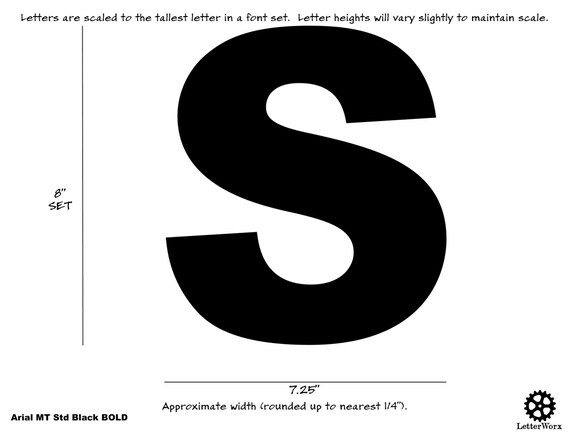 Letters are scaled to the tallest letter in a font set. Letter heights will vary slightly to maintain scale.
S
8"
SET
7.25"
Approximate width (rounded up to nearest 1/4").
Arial MT Std Black BOLD
LetterWorx